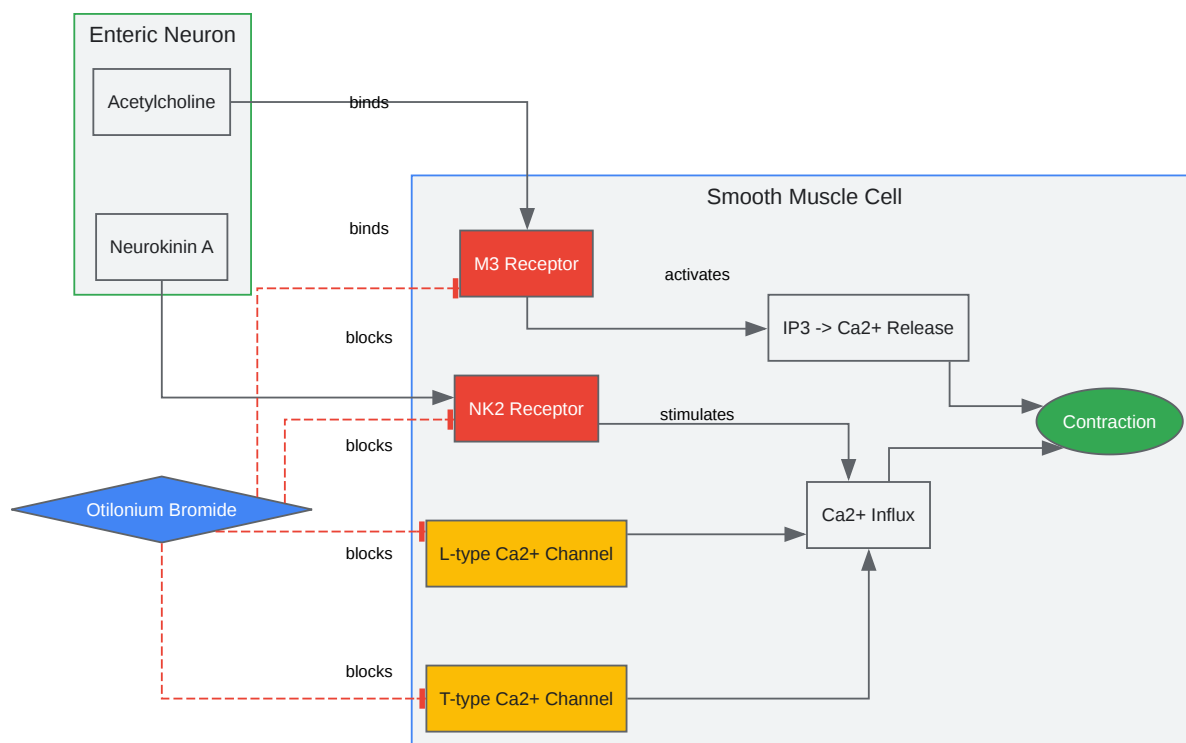 Enteric Neuron
Acetylcholine
binds
Smooth Muscle Cell
binds
Neurokinin A
M3 Receptor
activates
IP3 -> Ca2+ Release
blocks
NK2 Receptor
stimulates
Contraction
blocks
Otilonium Bromide
Ca2+ Influx
L-type Ca2+ Channel
blocks
blocks
T-type Ca2+ Channel